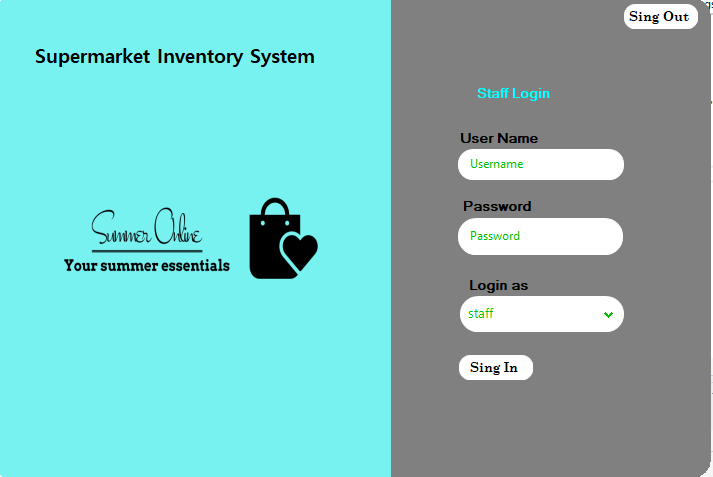 Supermarket Inventory System
Summer Online
Your summer essentials
Sing Out
Staff Login
User Name
Username
Password
Password
Login as
staff
Sing In